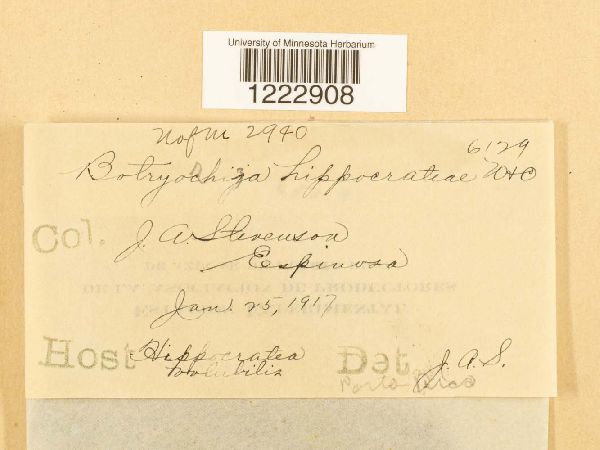 University of Minnesota Herbarium
1222908
U of M 2940
6129
Botryorhiza hippocrateae W+O
Col. J. A. Stevenson
Espinosa
Jan. 25, 1917
Host Hippocratea
volubilis
Det. J. A. S.
Porto Rico